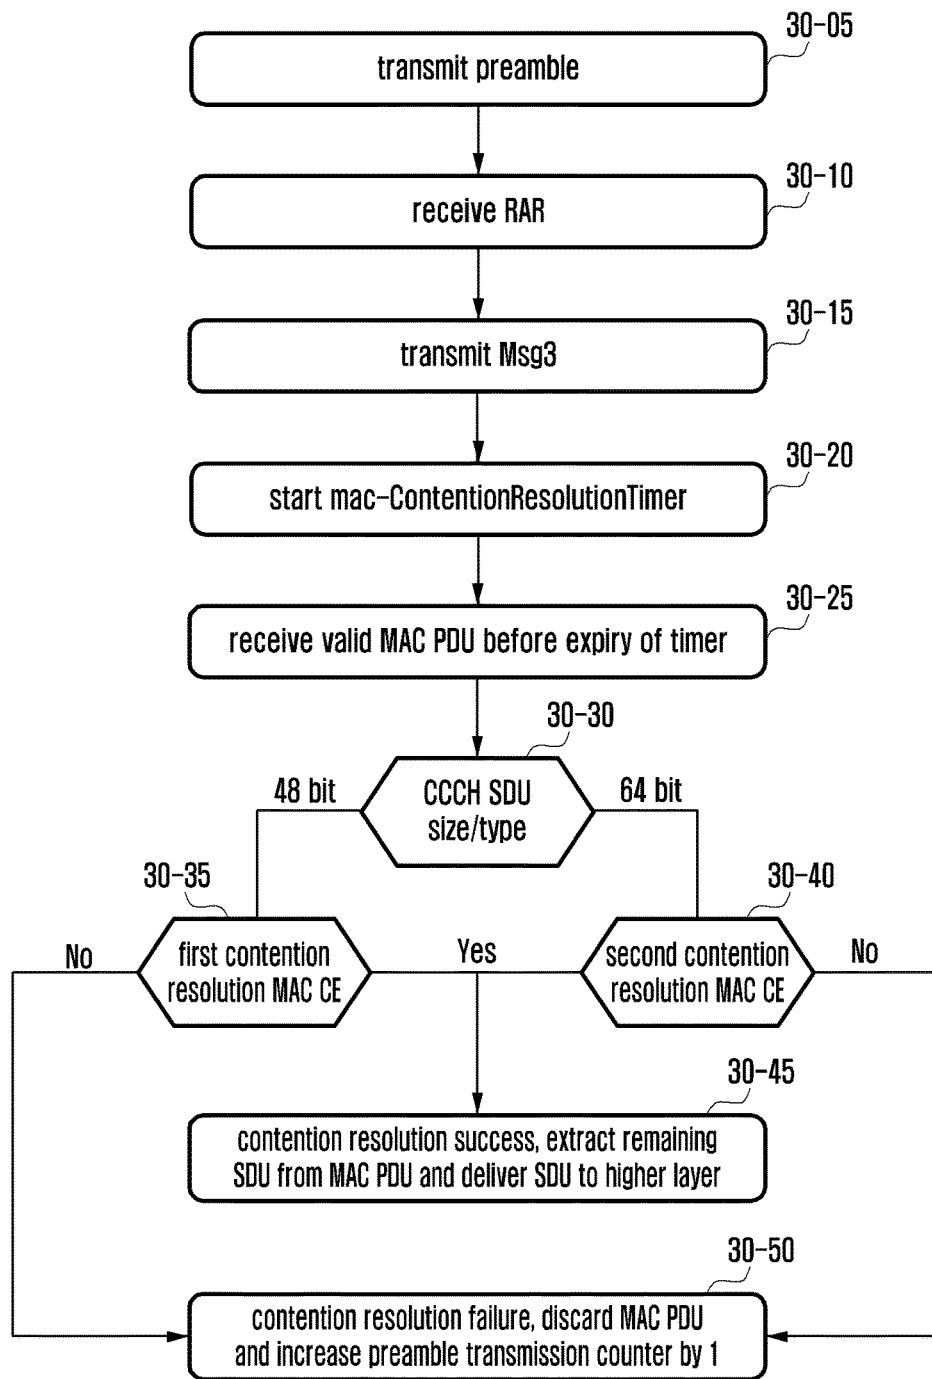 30-05
transmit preamble
30-10
receive RAR
30-15
transmit Msg3
30-20
start mac-ContentionResolutionTimer
30-25
receive valid MAC PDU before expiry of timer
30-30
48 bit
CCCH SDU
size/type
64 bit
30-35
30-40
No
first contention
resolution MAC CE
Yes
second contention
resolution MAC CE
No
30-45
contention resolution success, extract remaining
SDU from MAC PDU and deliver SDU to higher layer
30-50
contention resolution failure, discard MAC PDU
and increase preamble transmission counter by 1